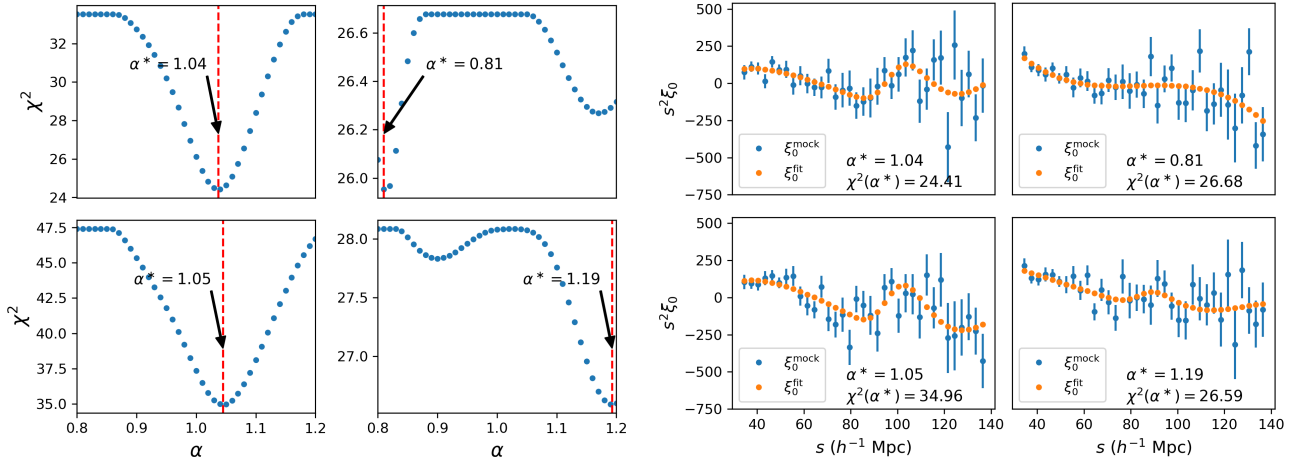 χ²
32
30
28
26
24
α* = 1.04
26.6
26.4
26.2
26.0
α* = 0.81
χ²
47.5
45.0
42.5
40.0
37.5
35.0
α* = 1.05
0.8 0.9 1.0 1.1 1.2
α
28.0
27.5
27.0
α* = 1.19
0.8 0.9 1.0 1.1 1.2
α
s²ξ₀
500
250
0
−250
−500
−750
ξ₀^mock
ξ₀^fit
α* = 1.04
χ²(α*) = 24.41
ξ₀^mock
ξ₀^fit
α* = 0.81
χ²(α*) = 26.68
s²ξ₀
500
250
0
−250
−500
−750
ξ₀^mock
ξ₀^fit
α* = 1.05
χ²(α*) = 34.96
40 60 80 100 120 140
s (h⁻¹ Mpc)
ξ₀^mock
ξ₀^fit
α* = 1.19
χ²(α*) = 26.59
40 60 80 100 120 140
s (h⁻¹ Mpc)